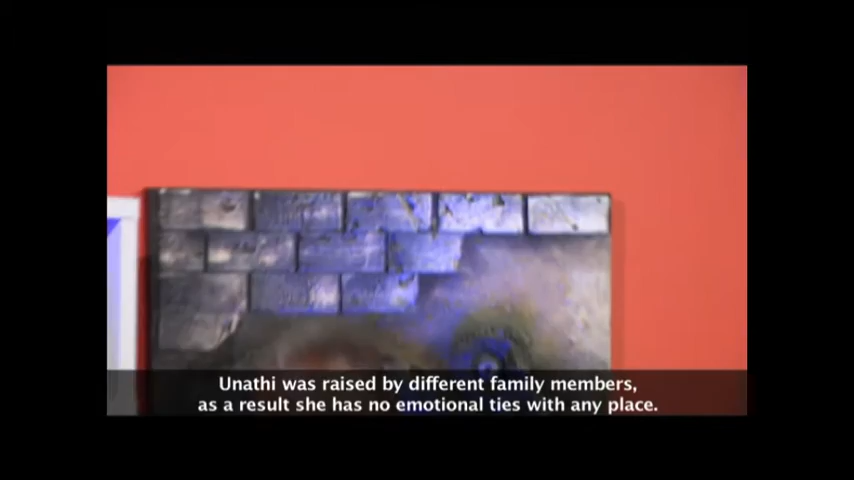 Unathi was raised by different family members,
as a result she has no emotional ties with any place.